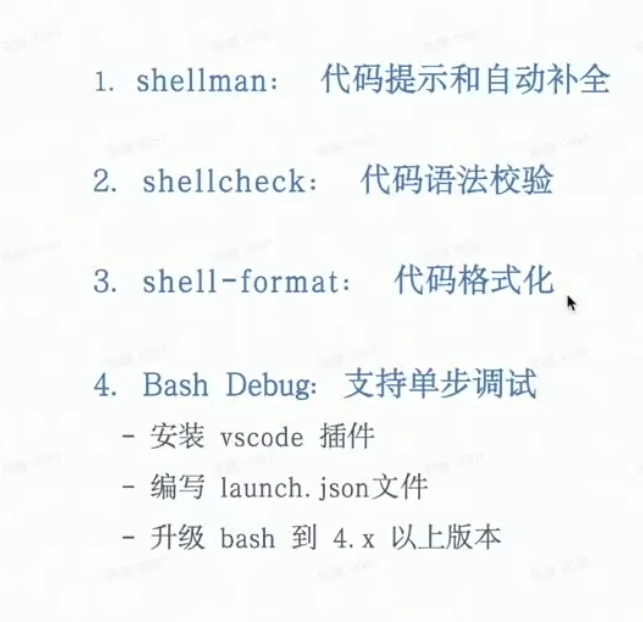 1. shellman： 代码提示和自动补全
2. shellcheck： 代码语法校验
3. shell-format： 代码格式化
4. Bash Debug： 支持单步调试
- 安装 vscode 插件
- 编写 launch.json文件
- 升级 bash 到 4.x 以上版本